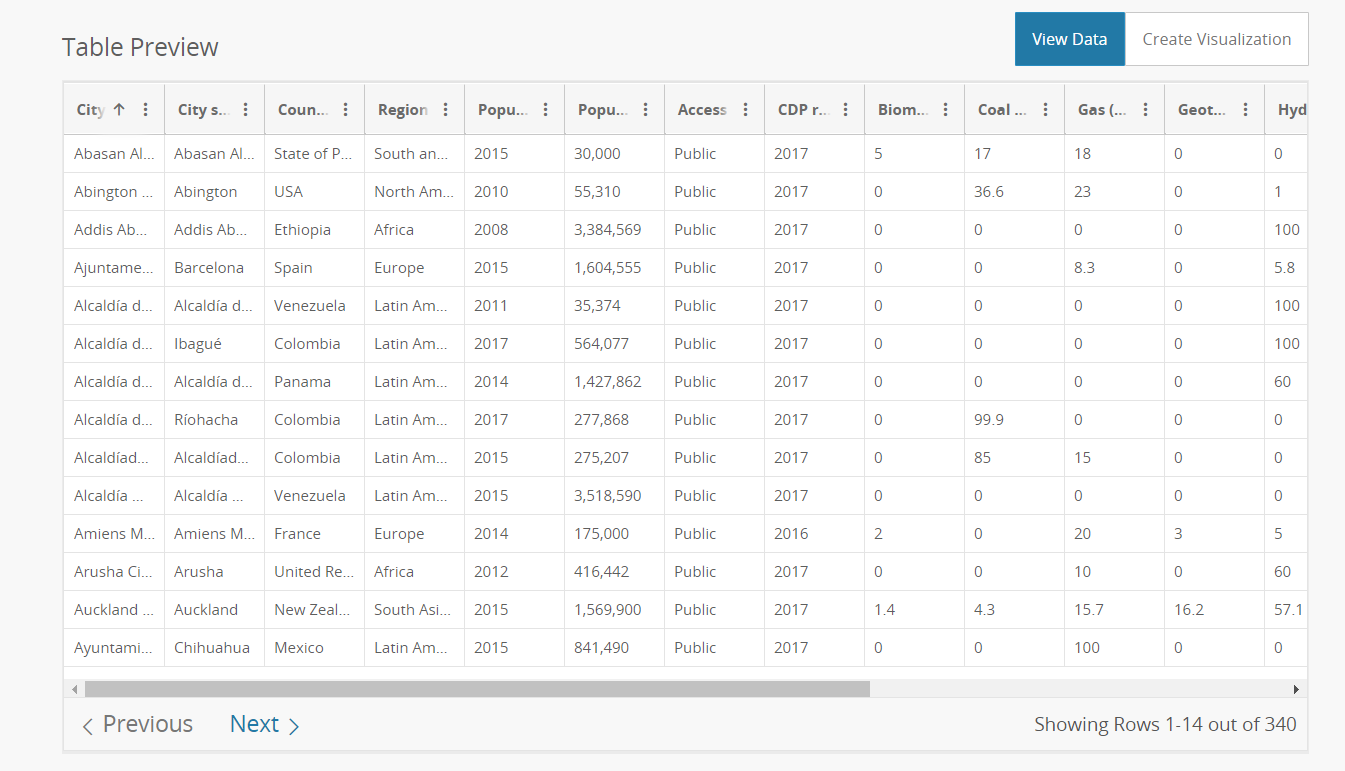 Table Preview
View Data Create Visualization
City City s... Coun... Region Popu... Popu... Access CDP r... Biom... Coal ... Gas (... Geot... Hyd
Abasan Al... Abasan Al... State of P... South an... 2015 30,000 Public 2017 5 17 18 0 0
Abington ... Abington USA North Am... 2010 55,310 Public 2017 0 36.6 23 0 1
Addis Ab... Addis Ab... Ethiopia Africa 2008 3,384,569 Public 2017 0 0 0 0 100
Ajuntame... Barcelona Spain Europe 2015 1,604,555 Public 2017 0 0 8.3 0 5.8
Alcaldía d... Alcaldía d... Venezuela Latin Am... 2011 35,374 Public 2017 0 0 0 0 100
Alcaldía d... Ibagué Colombia Latin Am... 2017 564,077 Public 2017 0 0 0 0 100
Alcaldía d... Alcaldía d... Panama Latin Am... 2014 1,427,862 Public 2017 0 0 0 0 60
Alcaldía d... Ríohacha Colombia Latin Am... 2017 277,868 Public 2017 0 99.9 0 0 0
Alcaldíad... Alcaldíad... Colombia Latin Am... 2015 275,207 Public 2017 0 85 15 0 0
Alcaldía ... Alcaldía ... Venezuela Latin Am... 2015 3,518,590 Public 2017 0 0 0 0 0
Amiens M... Amiens M... France Europe 2014 175,000 Public 2016 2 0 20 3 5
Arusha Ci... Arusha United Re... Africa 2012 416,442 Public 2017 0 0 10 0 60
Auckland ... Auckland New Zeal... South Asi... 2015 1,569,900 Public 2017 1.4 4.3 15.7 16.2 57.1
Ayuntami... Chihuahua Mexico Latin Am... 2015 841,490 Public 2017 0 0 100 0 0
Previous Next Showing Rows 1-14 out of 340